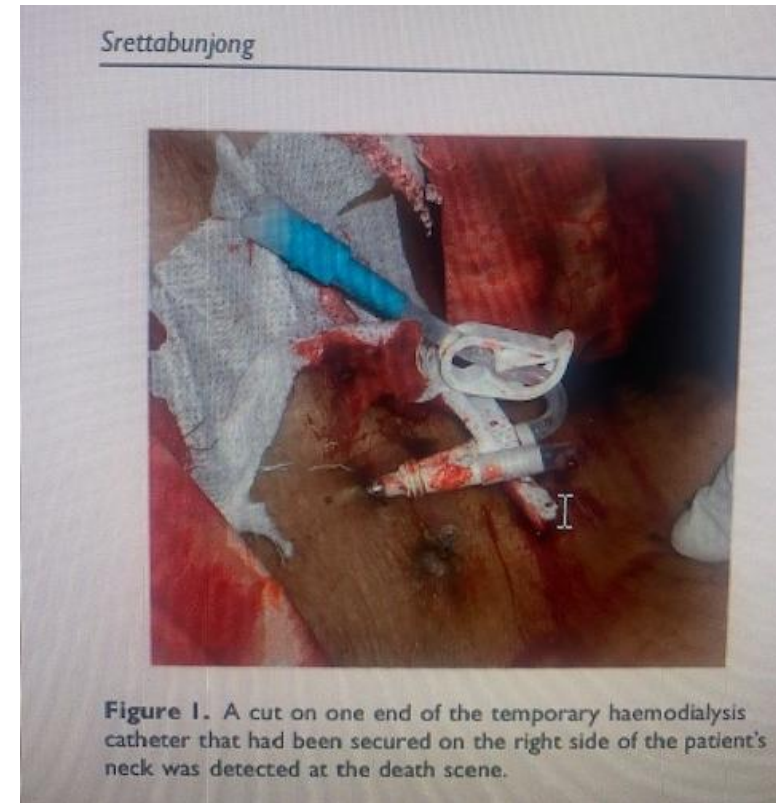 Srettabunjong
Figure 1. A cut on one end of the temporary haemodialysis
catheter that had been secured on the right side of the patient's
neck was detected at the death scene.